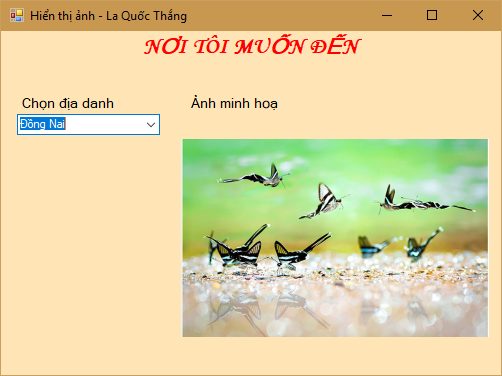 Hiển thị ảnh - La Quốc Thắng
NƠI TÔI MUỐN ĐẾN
Chọn địa danh
Ảnh minh hoạ
Đồng Nai